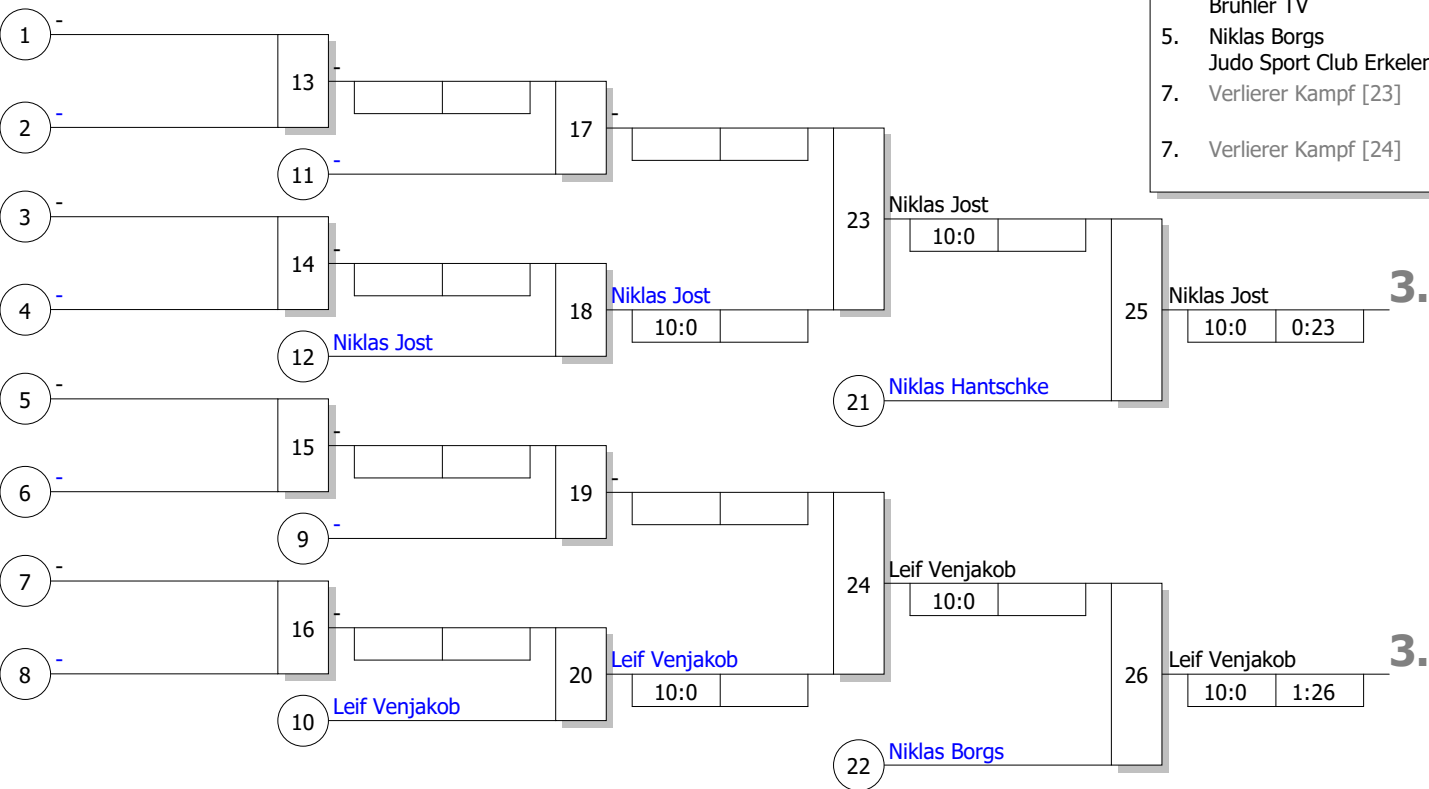 Brühler TV
5. Niklas Borgs
Judo Sport Club
7. Verlierer Kampf [23]
7. Verlierer Kampf [24]
1 -
13 -
2 -
17 -
11 -
3 -
23 Niklas Jost
10:0
14 -
4 -
18 Niklas Jost
10:0
12 Niklas Jost
25 Niklas Jost 3.
10:0 0:23
21 Niklas Hantschke
5 -
15 -
6 -
19 -
9 -
7 -
24 Leif Venjakob
10:0
16 -
8 -
20 Leif Venjakob
10:0
10 Leif Venjakob
26 Leif Venjakob 3.
10:0 1:26
22 Niklas Borgs